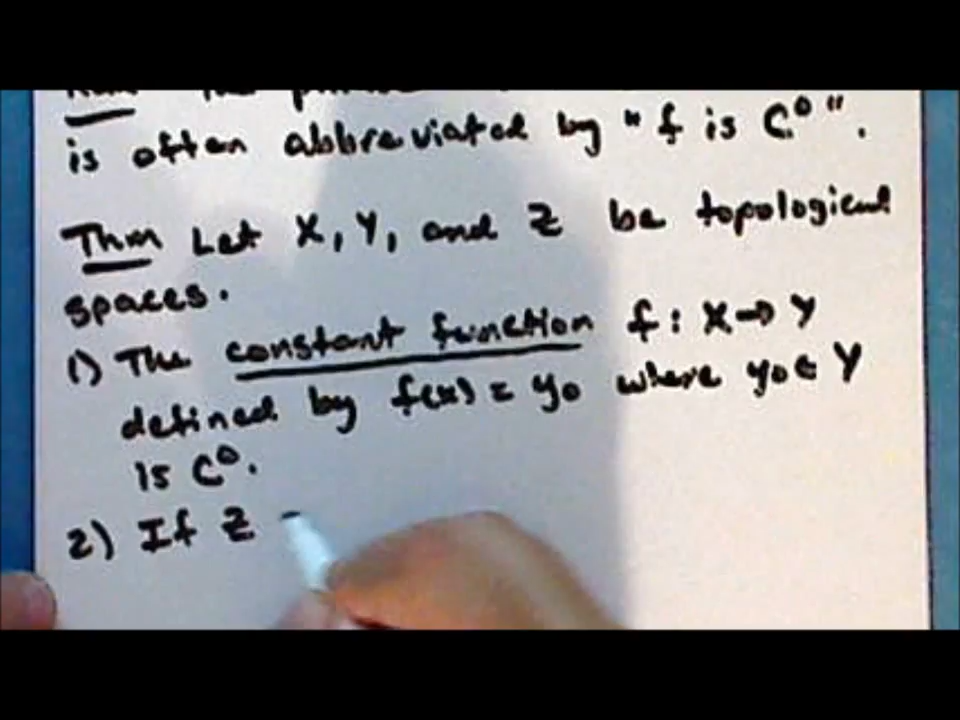 is often abbreviated by "f is C⁰".
Thm Let X, Y, and Z be topological
spaces.
1) The constant function f: X → Y
defined by f(x) = y₀ where y₀ ∈ Y
is C⁰.
2) If Z